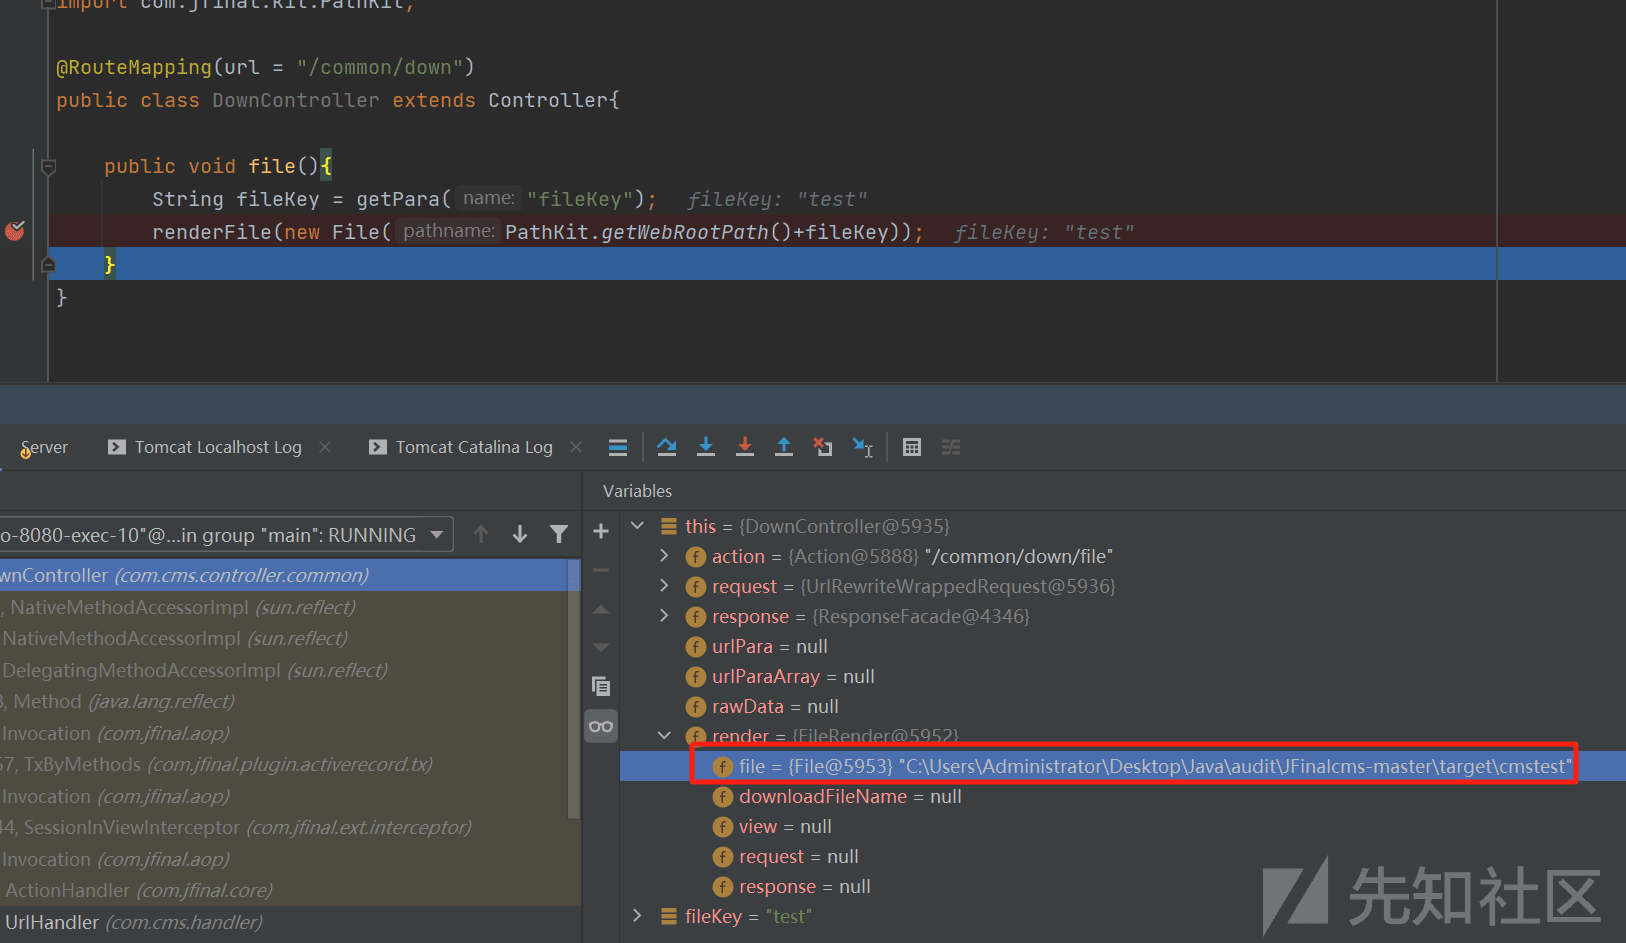 import com.jfinal.kit.PathKit;
@RouteMapping(url = "/common/down")
public class DownController extends Controller{
public void file(){
String fileKey = getPara( name: "fileKey"); fileKey: "test"
renderFile(new File( pathname: PathKit.getWebRootPath()+fileKey)); fileKey: "test"
}
}
Server Tomcat Localhost Log Tomcat Catalina Log
Variables
o-8080-exec-10"@...in group "main": RUNNING
wnController (com.cms.controller.common)
, NativeMethodAccessorImpl (sun.reflect)
NativeMethodAccessorImpl (sun.reflect)
DelegatingMethodAccessorImpl (sun.reflect)
, Method (java.lang.reflect)
Invocation (com.jfinal.aop)
57, TxByMethods (com.jfinal.plugin.activerecord.tx)
Invocation (com.jfinal.aop)
44, SessionInViewInterceptor (com.jfinal.ext.interceptor)
Invocation (com.jfinal.aop)
ActionHandler (com.jfinal.core)
UrlHandler (com.cms.handler)
this = {DownController@5935}
f action = {Action@5888} "/common/down/file"
f request = {UrlRewriteWrappedRequest@5936}
f response = {ResponseFacade@4346}
f urlPara = null
f urlParaArray = null
f rawData = null
f render = {FileRender@5952}
f file = {File@5953} "C:\Users\Administrator\Desktop\Java\audit\JFinalcms-master\target\cmstest"
f downloadFileName = null
f view = null
f request = null
f response = null
fileKey = "test"
先知社区